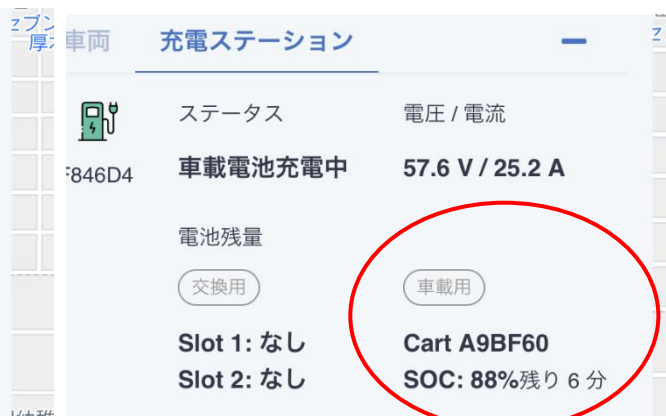 車両 充電ステーション
ステータス 電圧 / 電流
F846D4 車載電池充電中 57.6 V / 25.2 A
電池残量
交換用 車載用
Slot 1: なし Cart A9BF60
Slot 2: なし SOC: 88%残り 6 分